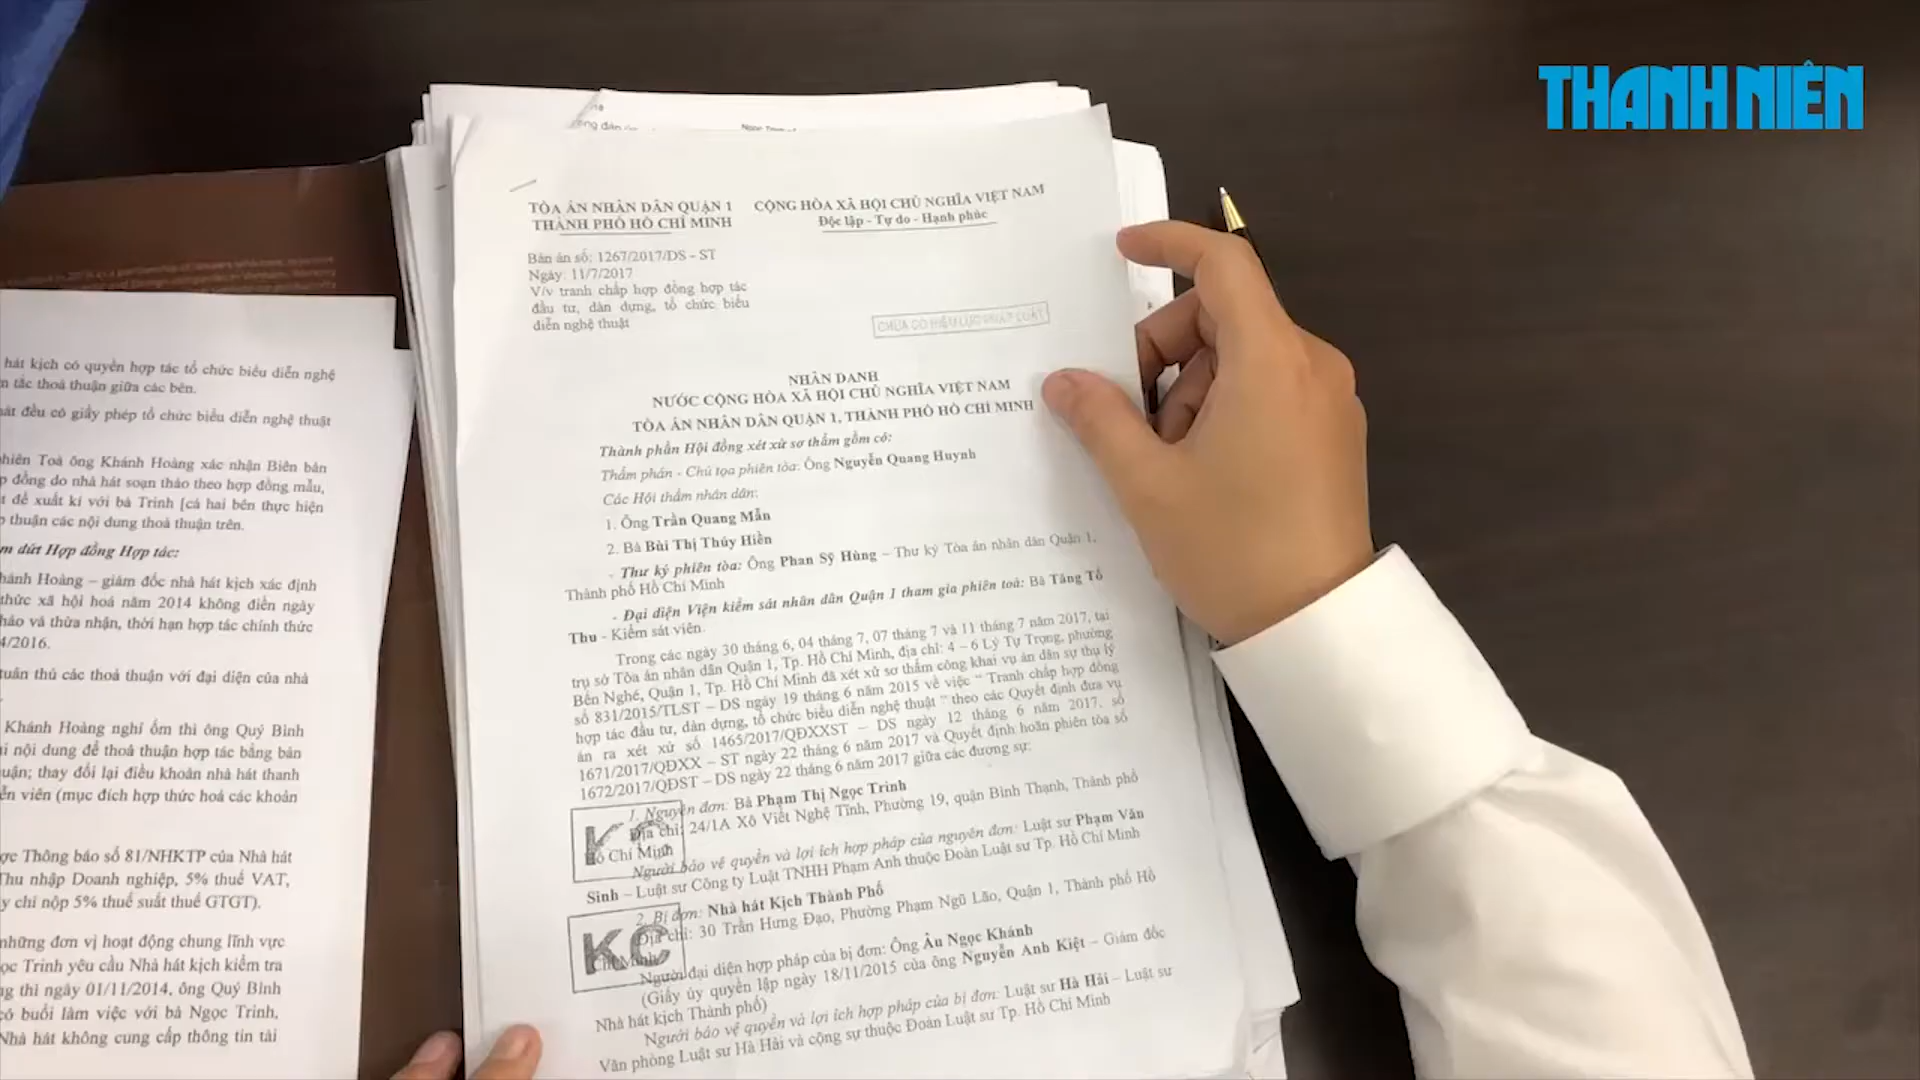 THANH NIÊN
TÒA ÁN NHÂN DÂN QUẬN 1
THÀNH PHỐ HỒ CHÍ MINH
CỘNG HÒA XÃ HỘI CHỦ NGHĨA VIỆT NAM
Độc lập - Tự do - Hạnh phúc
Bản án số: 1267/2017/DS - ST
Ngày: 11/7/2017
V/v tranh chấp hợp đồng hợp tác
đầu tư, dàn dựng, tổ chức biểu
diễn nghệ thuật
CHƯA CÓ HIỆU LỰC PHÁP LUẬT
NHÂN DANH
NƯỚC CỘNG HÒA XÃ HỘI CHỦ NGHĨA VIỆT NAM
TÒA ÁN NHÂN DÂN QUẬN 1, THÀNH PHỐ HỒ CHÍ MINH
Thành phần Hội đồng xét xử sơ thẩm gồm có:
Thẩm phán - Chủ tọa phiên tòa: Ông Nguyễn Quang Huynh
Các Hội thẩm nhân dân:
1. Ông Trần Quang Mẫn
2. Bà Bùi Thị Thúy Hiền
- Thư ký phiên tòa: Ông Phan Sỹ Hùng – Thư ký Tòa án nhân dân Quận 1,
Thành phố Hồ Chí Minh
- Đại diện Viện kiểm sát nhân dân Quận 1 tham gia phiên toà: Bà Tăng Tố
Thu - Kiểm sát viên.
Trong các ngày 30 tháng 6, 04 tháng 7, 07 tháng 7 và 11 tháng 7 năm 2017, tại
trụ sở Tòa án nhân dân Quận 1, Tp. Hồ Chí Minh, địa chỉ: 4 – 6 Lý Tự Trọng, phường
Bến Nghé, Quận 1, Tp. Hồ Chí Minh đã xét xử sơ thẩm công khai vụ án dân sự thụ lý
số 831/2015/TLST – DS ngày 19 tháng 6 năm 2015 về việc “ Tranh chấp hợp đồng
hợp tác đầu tư, dàn dựng, tổ chức biểu diễn nghệ thuật ” theo các Quyết định đưa vụ
án ra xét xử số 1465/2017/QĐXXST – DS ngày 12 tháng 6 năm 2017, số
1671/2017/QĐXX – ST ngày 22 tháng 6 năm 2017 và Quyết định hoãn phiên tòa số
1672/2017/QĐST – DS ngày 22 tháng 6 năm 2017 giữa các đương sự:
1. Nguyên đơn: Bà Phạm Thị Ngọc Trinh
Địa chỉ: 24/1A Xô Viết Nghệ Tĩnh, Phường 19, quận Bình Thạnh, Thành phố
Hồ Chí Minh
Người bảo vệ quyền và lợi ích hợp pháp của nguyên đơn: Luật sư Phạm Văn
Sinh – Luật sư Công ty Luật TNHH Phạm Anh thuộc Đoàn Luật sư Tp. Hồ Chí Minh
2. Bị đơn: Nhà hát Kịch Thành Phố
Địa chỉ: 30 Trần Hưng Đạo, Phường Phạm Ngũ Lão, Quận 1, Thành phố Hồ
Chí Minh
Người đại diện hợp pháp của bị đơn: Ông Âu Ngọc Khánh
(Giấy ủy quyền lập ngày 18/11/2015 của ông Nguyễn Anh Kiệt – Giám đốc
Nhà hát kịch Thành phố)
Người bảo vệ quyền và lợi ích hợp pháp của bị đơn: Luật sư Hà Hải – Luật sư
Văn phòng Luật sư Hà Hải và cộng sự thuộc Đoàn Luật sư Tp. Hồ Chí Minh
KC
KC
hát kịch có quyền hợp tác tổ chức biểu diễn nghệ
tắc thoả thuận giữa các bên.
đều có giấy phép tổ chức biểu diễn nghệ thuật
Toà ông Khánh Hoàng xác nhận Biên bản
đồng do nhà hát soạn thảo theo hợp đồng mẫu,
đề xuất kí với bà Trinh [cả hai bên thực hiện
thuận các nội dung thoả thuận trên.
dứt Hợp đồng Hợp tác:
Hoàng – giám đốc nhà hát kịch xác định
thức xã hội hoá năm 2014 không điền ngày
và thừa nhận, thời hạn hợp tác chính thức
4/2016.
tuân thủ các thoả thuận với đại diện của nhà
Khánh Hoàng nghỉ ốm thì ông Quý Bình
nội dung để thoả thuận hợp tác bằng bản
thay đổi lại điều khoản nhà hát thanh
viên (mục đích hợp thức hoá các khoản
Thông báo số 81/NHKTP của Nhà hát
Thu nhập Doanh nghiệp, 5% thuế VAT,
chỉ nộp 5% thuế suất thuế GTGT).
những đơn vị hoạt động chung lĩnh vực
Trinh yêu cầu Nhà hát kịch kiểm tra
thì ngày 01/11/2014, ông Quý Bình
có buổi làm việc với bà Ngọc Trinh,
Nhà hát không cung cấp thông tin tài